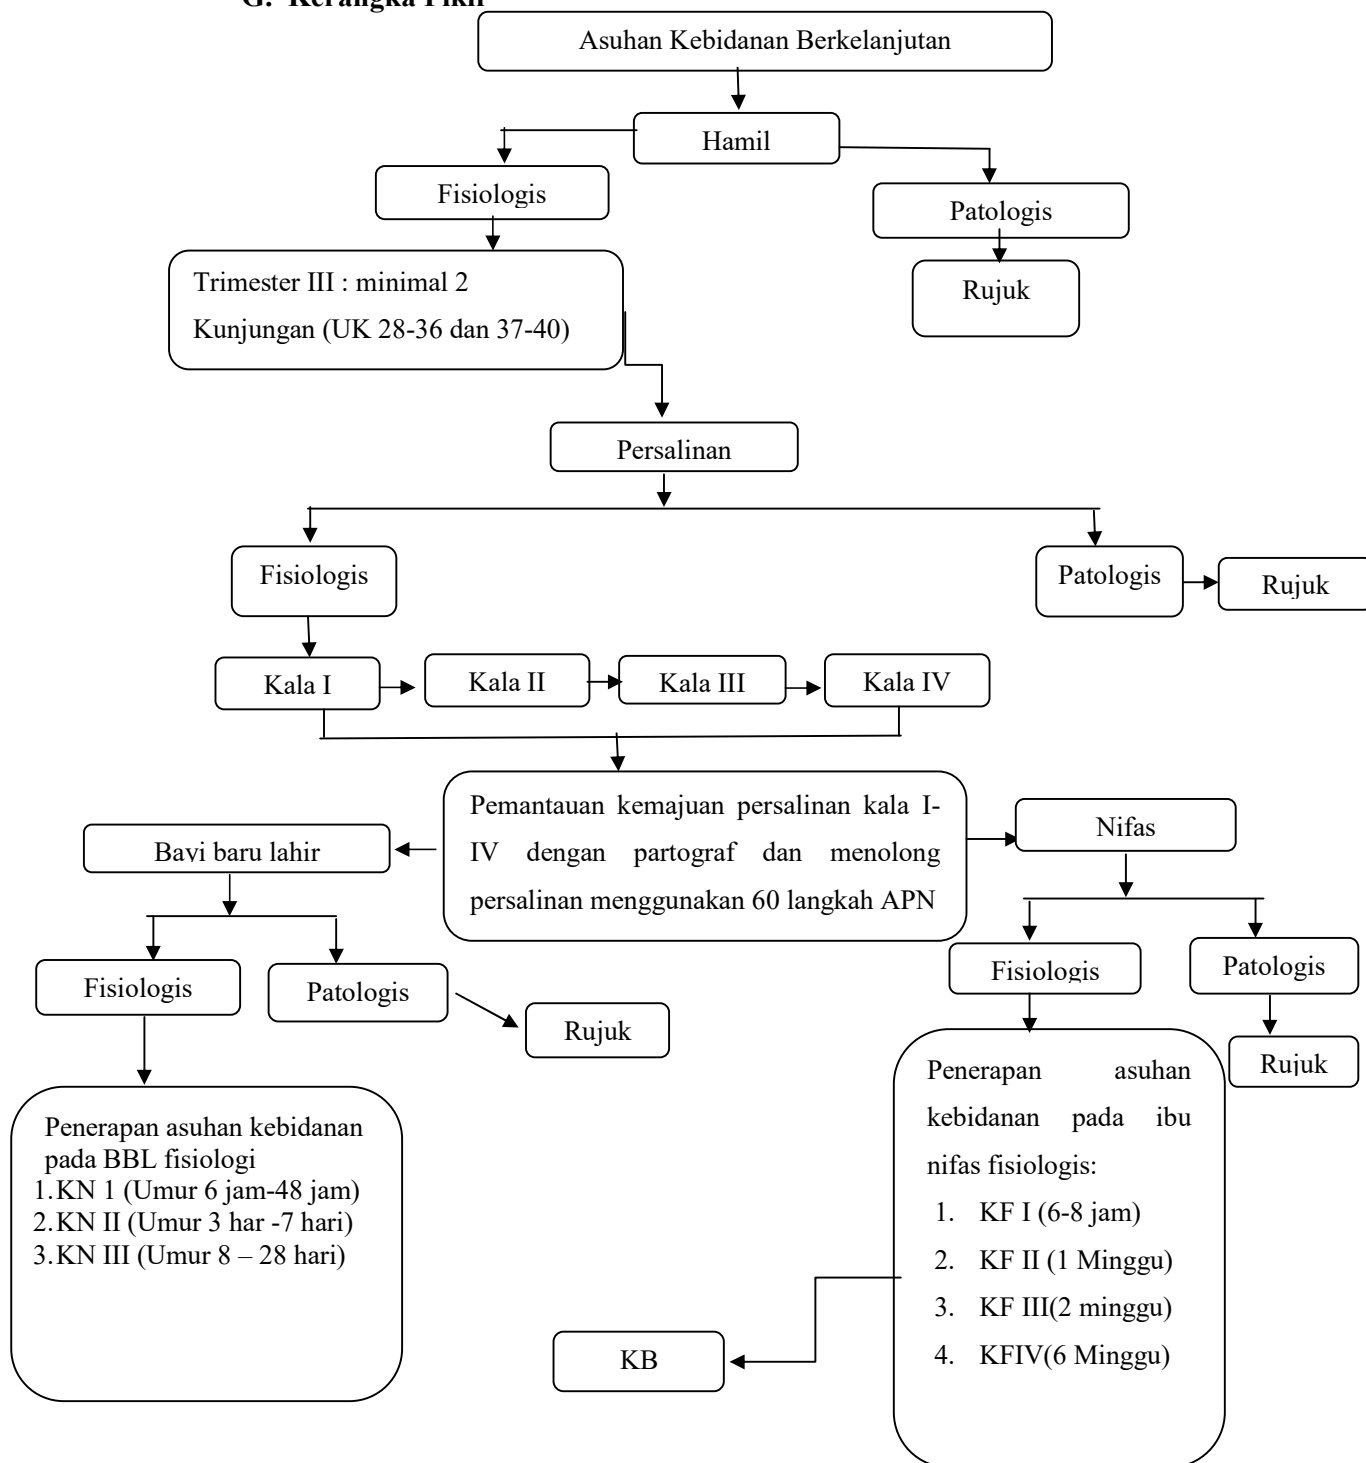 G. Kerangka Pikir
Asuhan Kebidanan Berkelanjutan
Hamil
Fisiologis
Patologis
Trimester III : minimal 2
Kunjungan (UK 28-36 dan 37-40)
Rujuk
Persalinan
Fisiologis
Patologis
Rujuk
Kala I
Kala II
Kala III
Kala IV
Pemantauan kemajuan persalinan kala I-
IV dengan partograf dan menolong
persalinan menggunakan 60 langkah APN
Bayi baru lahir
Nifas
Fisiologis
Patologis
Rujuk
Fisiologis
Patologis
Rujuk
Penerapan asuhan kebidanan
pada BBL fisiologi
1. KN 1 (Umur 6 jam-48 jam)
2. KN II (Umur 3 har -7 hari)
3. KN III (Umur 8 – 28 hari)
Penerapan asuhan
kebidanan pada ibu
nifas fisiologis:
1. KF I (6-8 jam)
2. KF II (1 Minggu)
3. KF III(2 minggu)
4. KFIV(6 Minggu)
KB